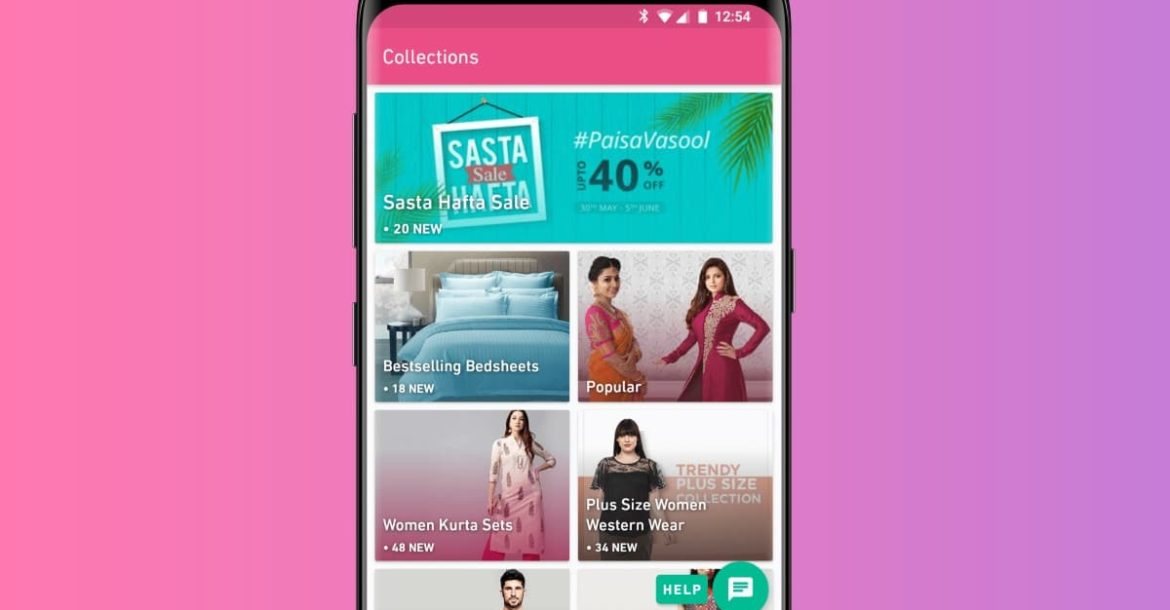 12:54
Collections
SASTA
Sale
HAFTA
#PaisaVasool
UPTO 40% OFF
30TH MAY - 5TH JUNE
Sasta Hafta Sale
• 20 NEW
Bestselling Bedsheets
• 18 NEW
Popular
Women Kurta Sets
• 48 NEW
TRENDY
PLUS SIZE
COLLECTION
Plus Size Women
Western Wear
• 34 NEW
HELP